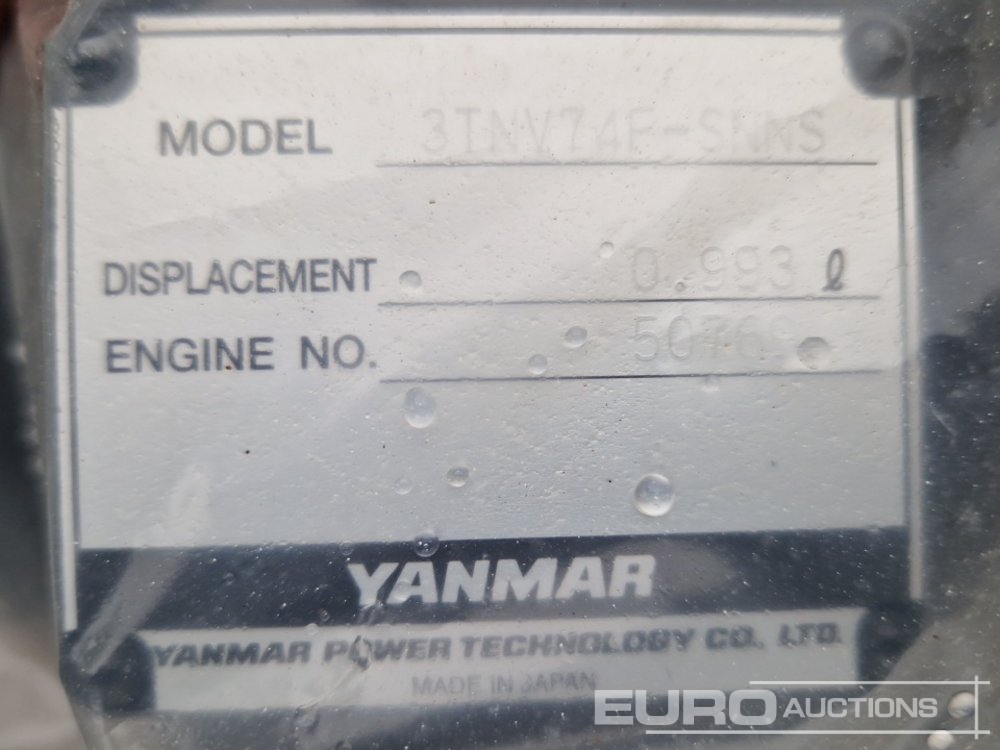 MODEL 3TNV74F-SNNS
DISPLACEMENT 0.993 ℓ
ENGINE NO.
YANMAR
YANMAR POWER TECHNOLOGY CO., LTD.
MADE IN JAPAN
EURO AUCTIONS